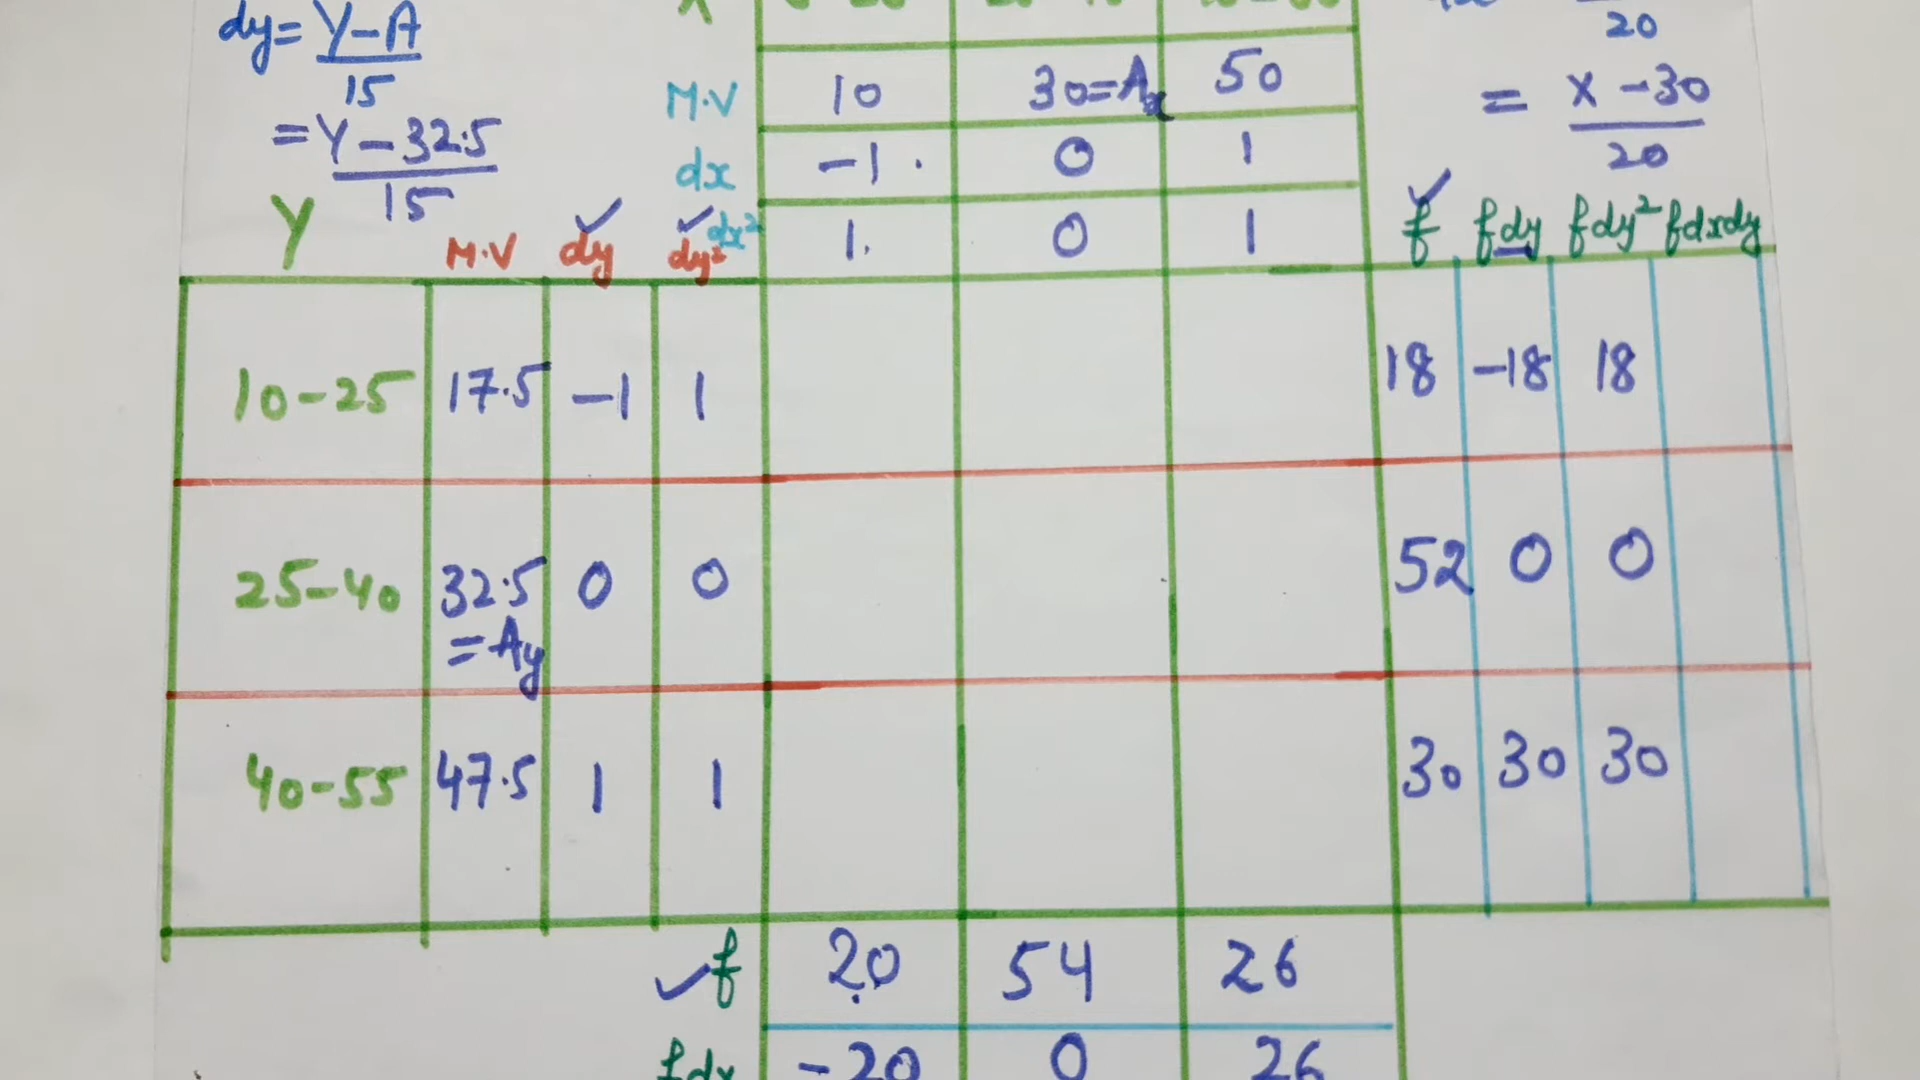 dy = Y-A
15
= Y-32.5
15
X
20
= X-30
20
M.V 10 30=Ax 50
dx -1 . 0 1
dx² 1. 0 1
Y M.V dy dy² f fdy fdy² fdxdy
10-25 17.5 -1 1 18 -18 18
25-40 32.5 0 0 52 0 0
=Ay
40-55 47.5 1 1 30 30 30
f 20 54 26
fdx -20 0 26